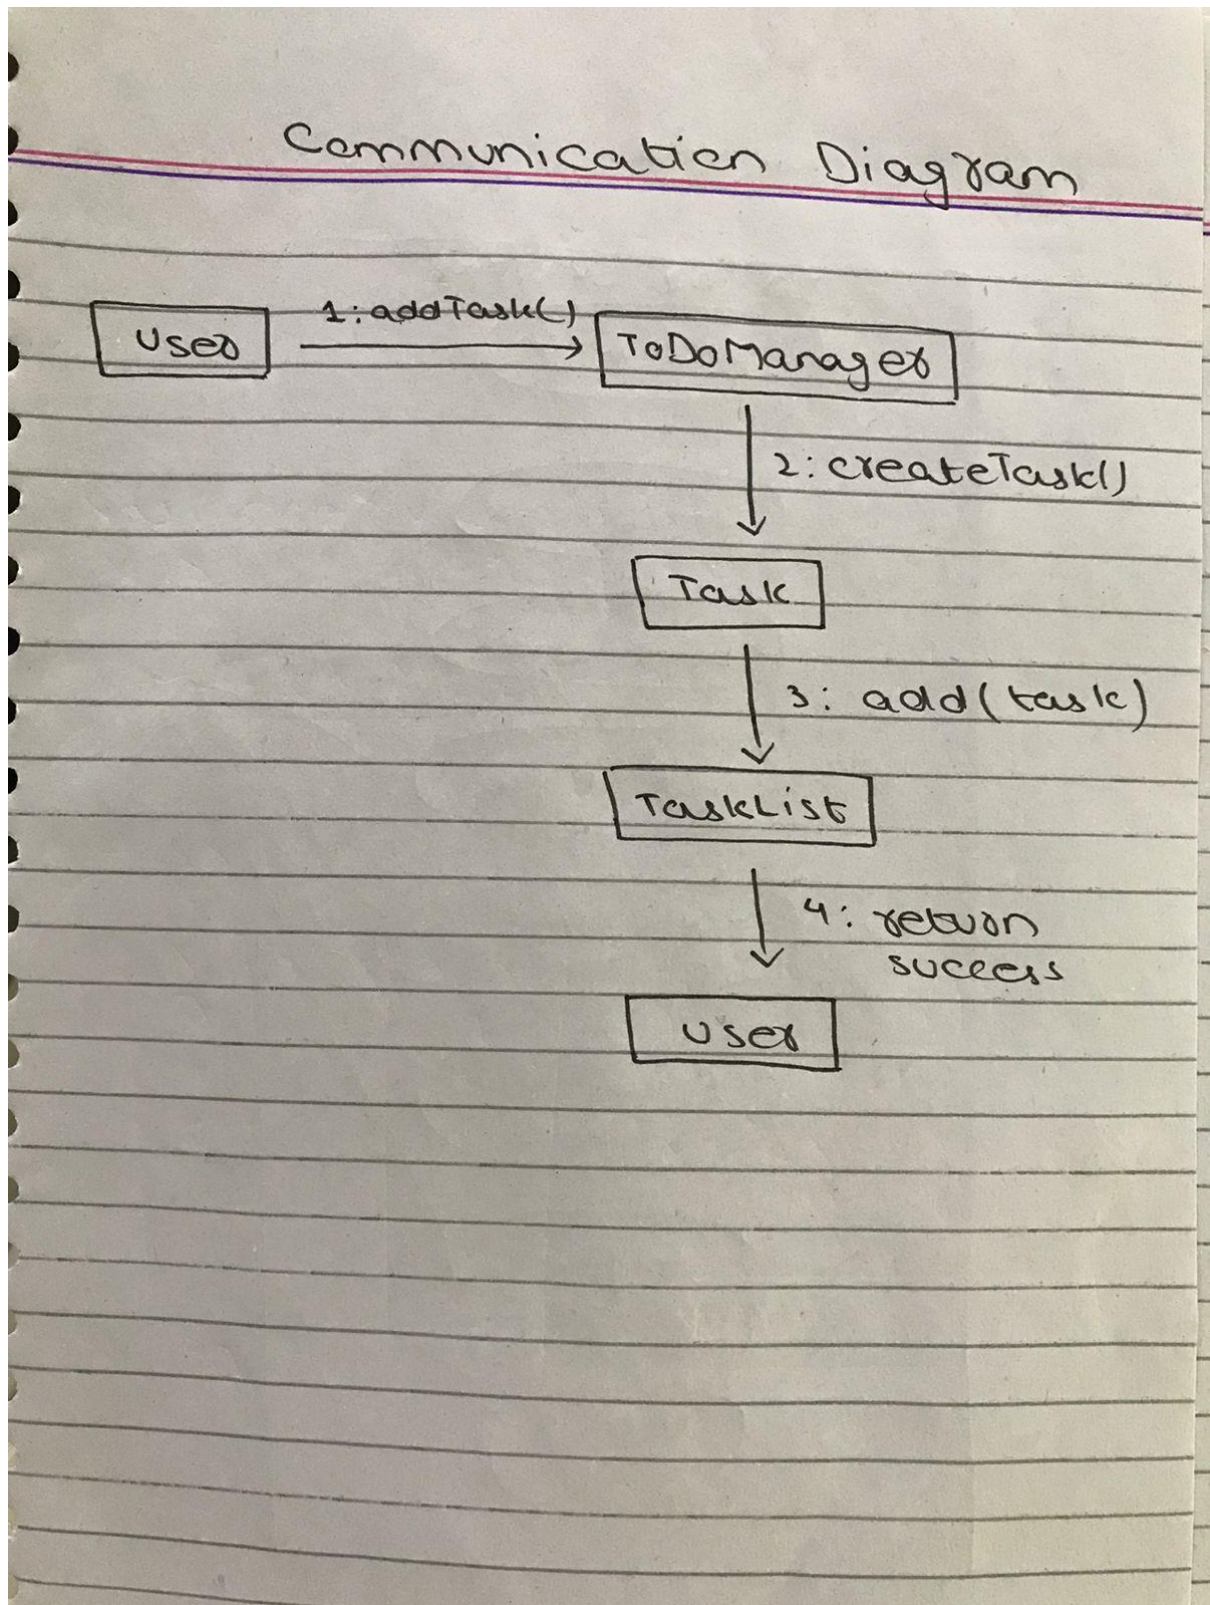 Communication Diagram
User
1: addTask()
ToDoManager
2: createTask()
Task
3: add(task)
TaskList
4: return
success
User